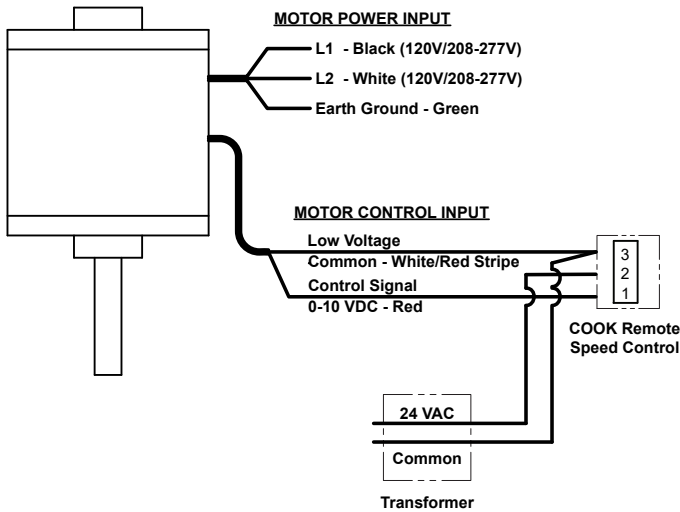 MOTOR POWER INPUT
L1 - Black (120V/208-277V)
L2 - White (120V/208-277V)
Earth Ground - Green
MOTOR CONTROL INPUT
Low Voltage
Common - White/Red Stripe
Control Signal
0-10 VDC - Red
3
2
1
COOK Remote
Speed Control
24 VAC
Common
Transformer